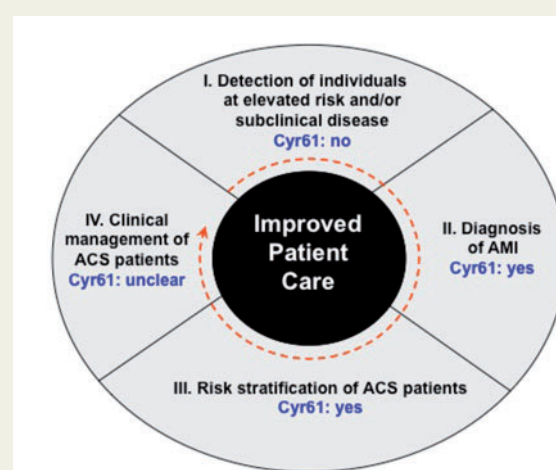 I. Detection of individuals
at elevated risk and/or
subclinical disease
Cyr61: no
II. Diagnosis
of AMI
Cyr61: yes
III. Risk stratification of ACS patients
Cyr61: yes
IV. Clinical
management of
ACS patients
Cyr61: unclear
Improved
Patient
Care